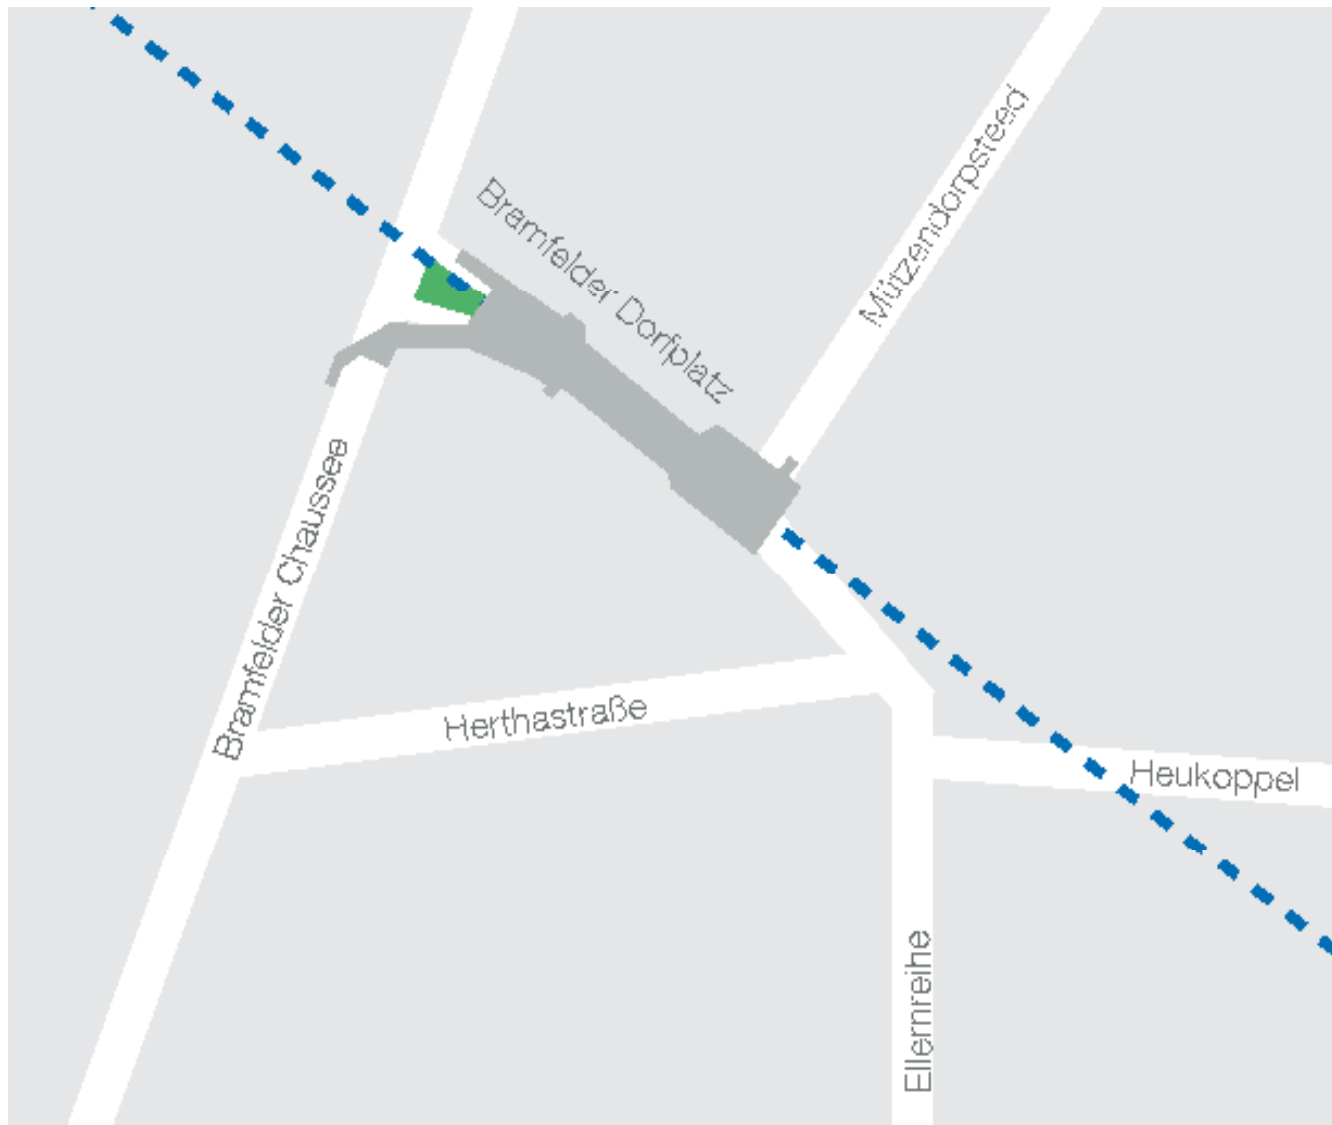 Mützendorpsteed
Bramfelder Dorfplatz
Bramfelder Chaussee
Herthastraße
Heukoppel
Ellernreihe